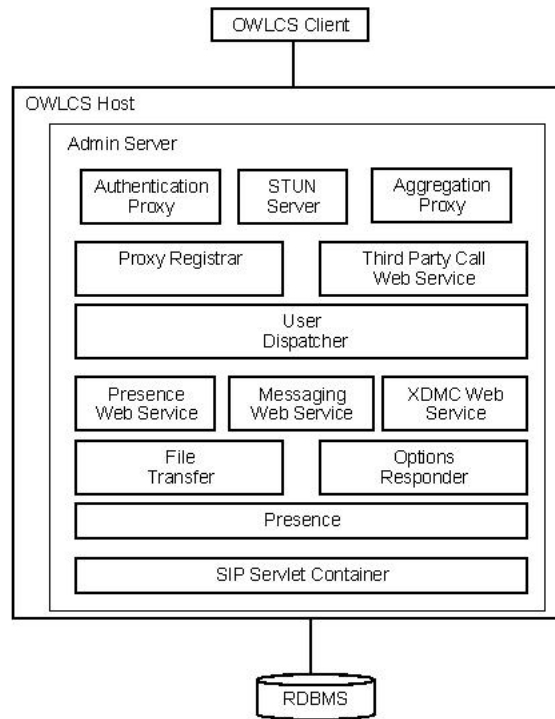 OWLCS Client
OWLCS Host
Admin Server
Authentication
Proxy
STUN
Server
Aggregation
Proxy
Proxy Registrar
Third Party Call
Web Service
User
Dispatcher
Presence
Web Service
Messaging
Web Service
XDMC Web
Service
File
Transfer
Options
Responder
Presence
SIP Servlet Container
RDBMS